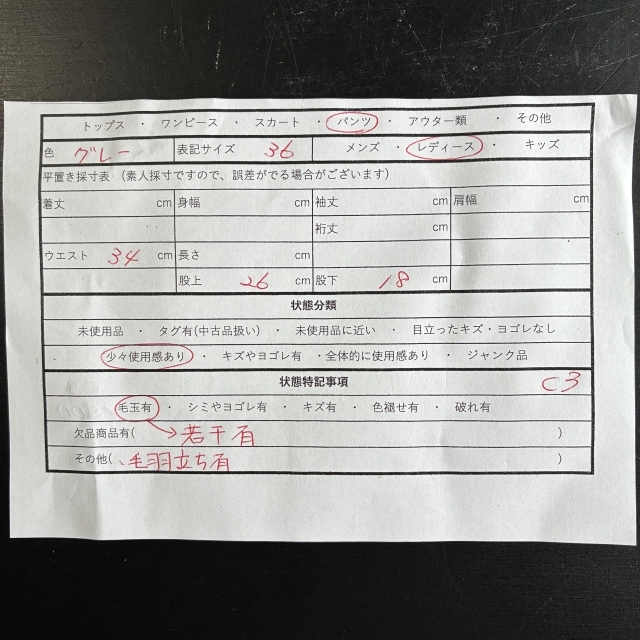 トップス ・ ワンピース ・ スカート ・ パンツ ・ アウター類 ・ その他
色 グレー 表記サイズ 36 メンズ ・ レディース ・ キッズ
平置き採寸表 (素人採寸ですので、誤差がでる場合がございます)
着丈 cm 身幅 cm 袖丈 cm 肩幅 cm
裄丈 cm
ウエスト 34 cm 長さ cm
股上 26 cm 股下 18 cm
状態分類
未使用品 ・ タグ有(中古品扱い) ・ 未使用品に近い ・ 目立ったキズ・ヨゴレなし
少々使用感あり ・ キズやヨゴレ有 ・全体的に使用感あり ・ ジャンク品
状態特記事項 C3
毛玉有 ・ シミやヨゴレ有 ・ キズ有 ・ 色褪せ有 ・ 破れ有
欠品商品有( →若干有 )
その他( 、毛羽立ち有 )